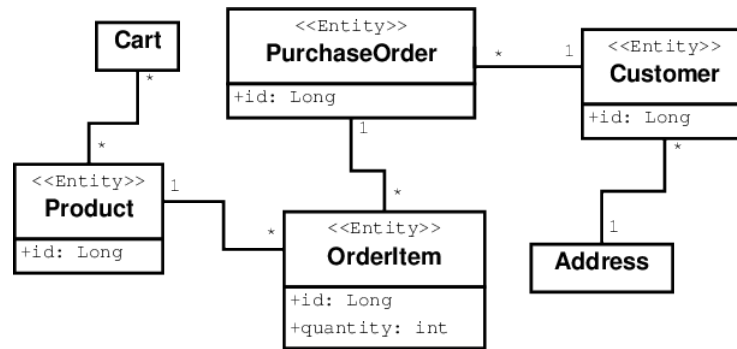 Cart
*
*
<<Entity>>
PurchaseOrder
+id: Long
*
1
<<Entity>>
Customer
+id: Long
1
*
*
1
<<Entity>>
Product
+id: Long
1
*
<<Entity>>
OrderItem
+id: Long
+quantity: int
Address